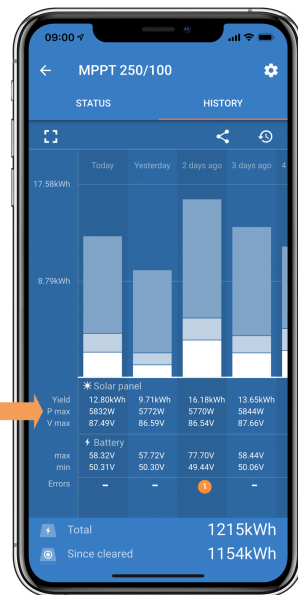 09:00
MPPT 250/100
STATUS HISTORY
Today Yesterday 2 days ago 3 days ago 4
17.58kWh
8.79kWh
Solar panel
Yield 12.80kWh 9.71kWh 16.18kWh 13.65kWh
P max 5832W 5772W 5770W 5844W
V max 87.49V 86.59V 86.54V 87.66V
Battery
max 58.32V 57.72V 77.70V 58.44V
min 50.31V 50.30V 49.44V 50.06V
Errors – – 1 –
Total 1215kWh
Since cleared 1154kWh